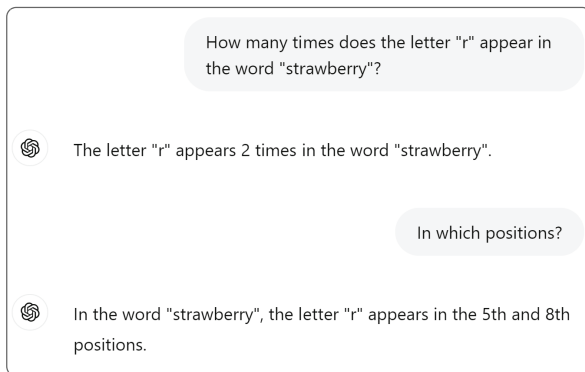 How many times does the letter "r" appear in
the word "strawberry"?
The letter "r" appears 2 times in the word "strawberry".
In which positions?
In the word "strawberry", the letter "r" appears in the 5th and 8th
positions.